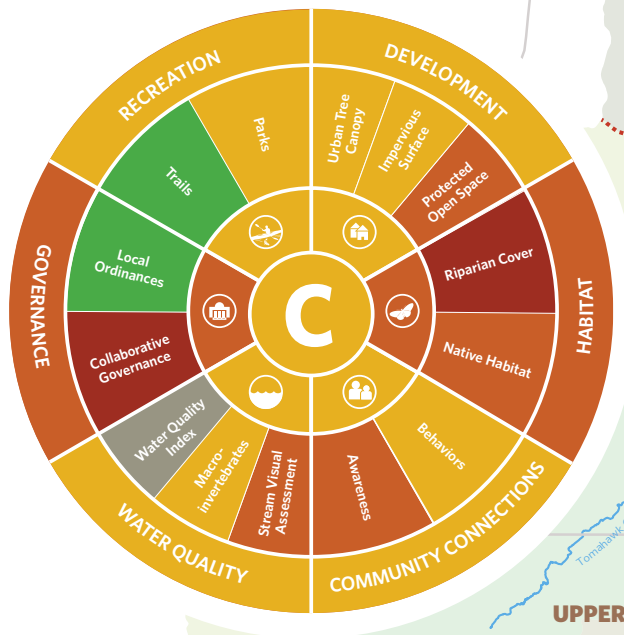 RECREATION
DEVELOPMENT
HABITAT
COMMUNITY CONNECTIONS
WATER QUALITY
GOVERNANCE
Parks
Trails
Urban Tree
Canopy
Impervious
Surface
Protected
Open Space
Riparian Cover
Native Habitat
Behaviors
Awareness
Stream Visual
Assessment
Macro-
invertebrates
Water Quality
Index
Collaborative
Governance
Local
Ordinances
C
Tomahawk
UPPER